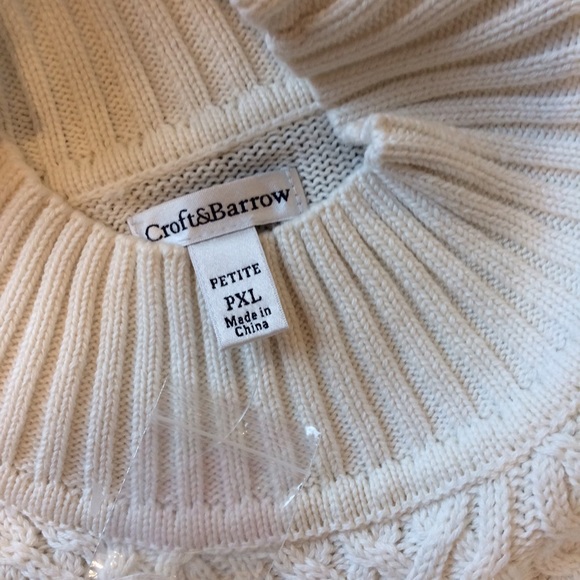 Croft&Barrow
PETITE
PXL
Made in
China